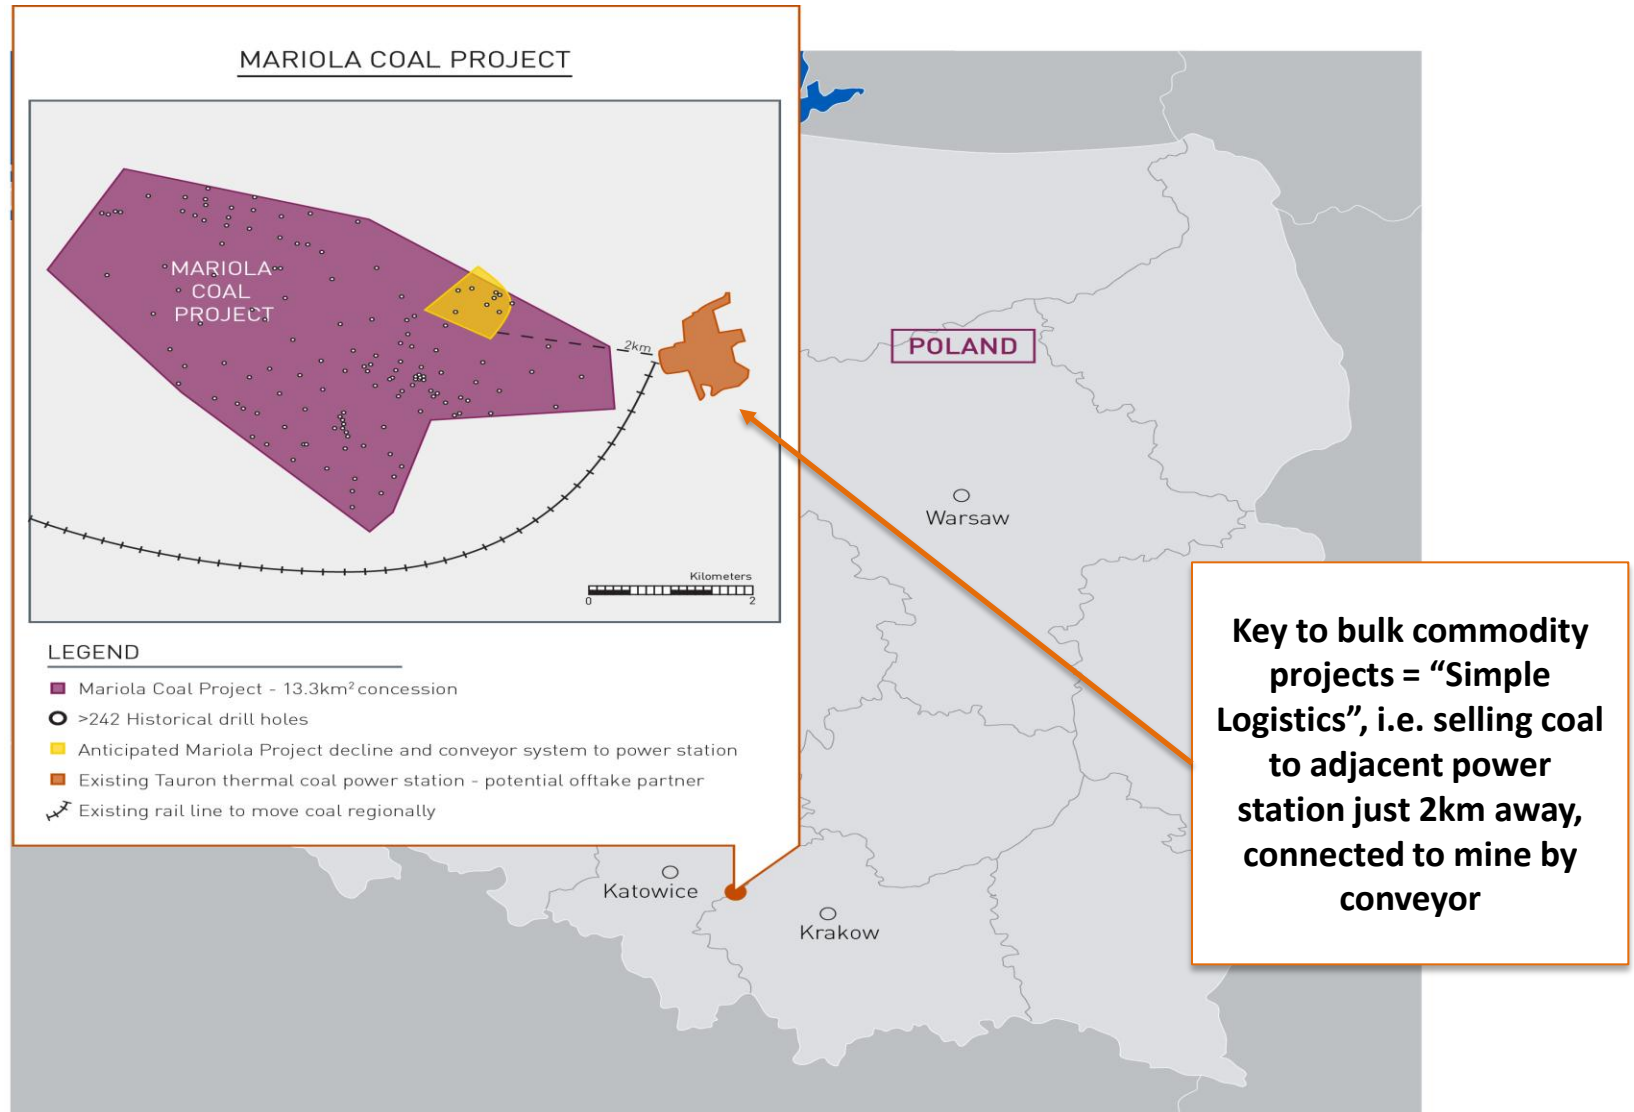 MARIOLA COAL PROJECT
MARIOLA
COAL
PROJECT
2km
Kilometers
0 2
LEGEND
Mariola Coal Project - 13.3km² concession
>242 Historical drill holes
Anticipated Mariola Project decline and conveyor system to power station
Existing Tauron thermal coal power station - potential offtake partner
Existing rail line to move coal regionally
POLAND
Warsaw
Katowice
Krakow
Key to bulk commodity
projects = “Simple
Logistics”, i.e. selling coal
to adjacent power
station just 2km away,
connected to mine by
conveyor